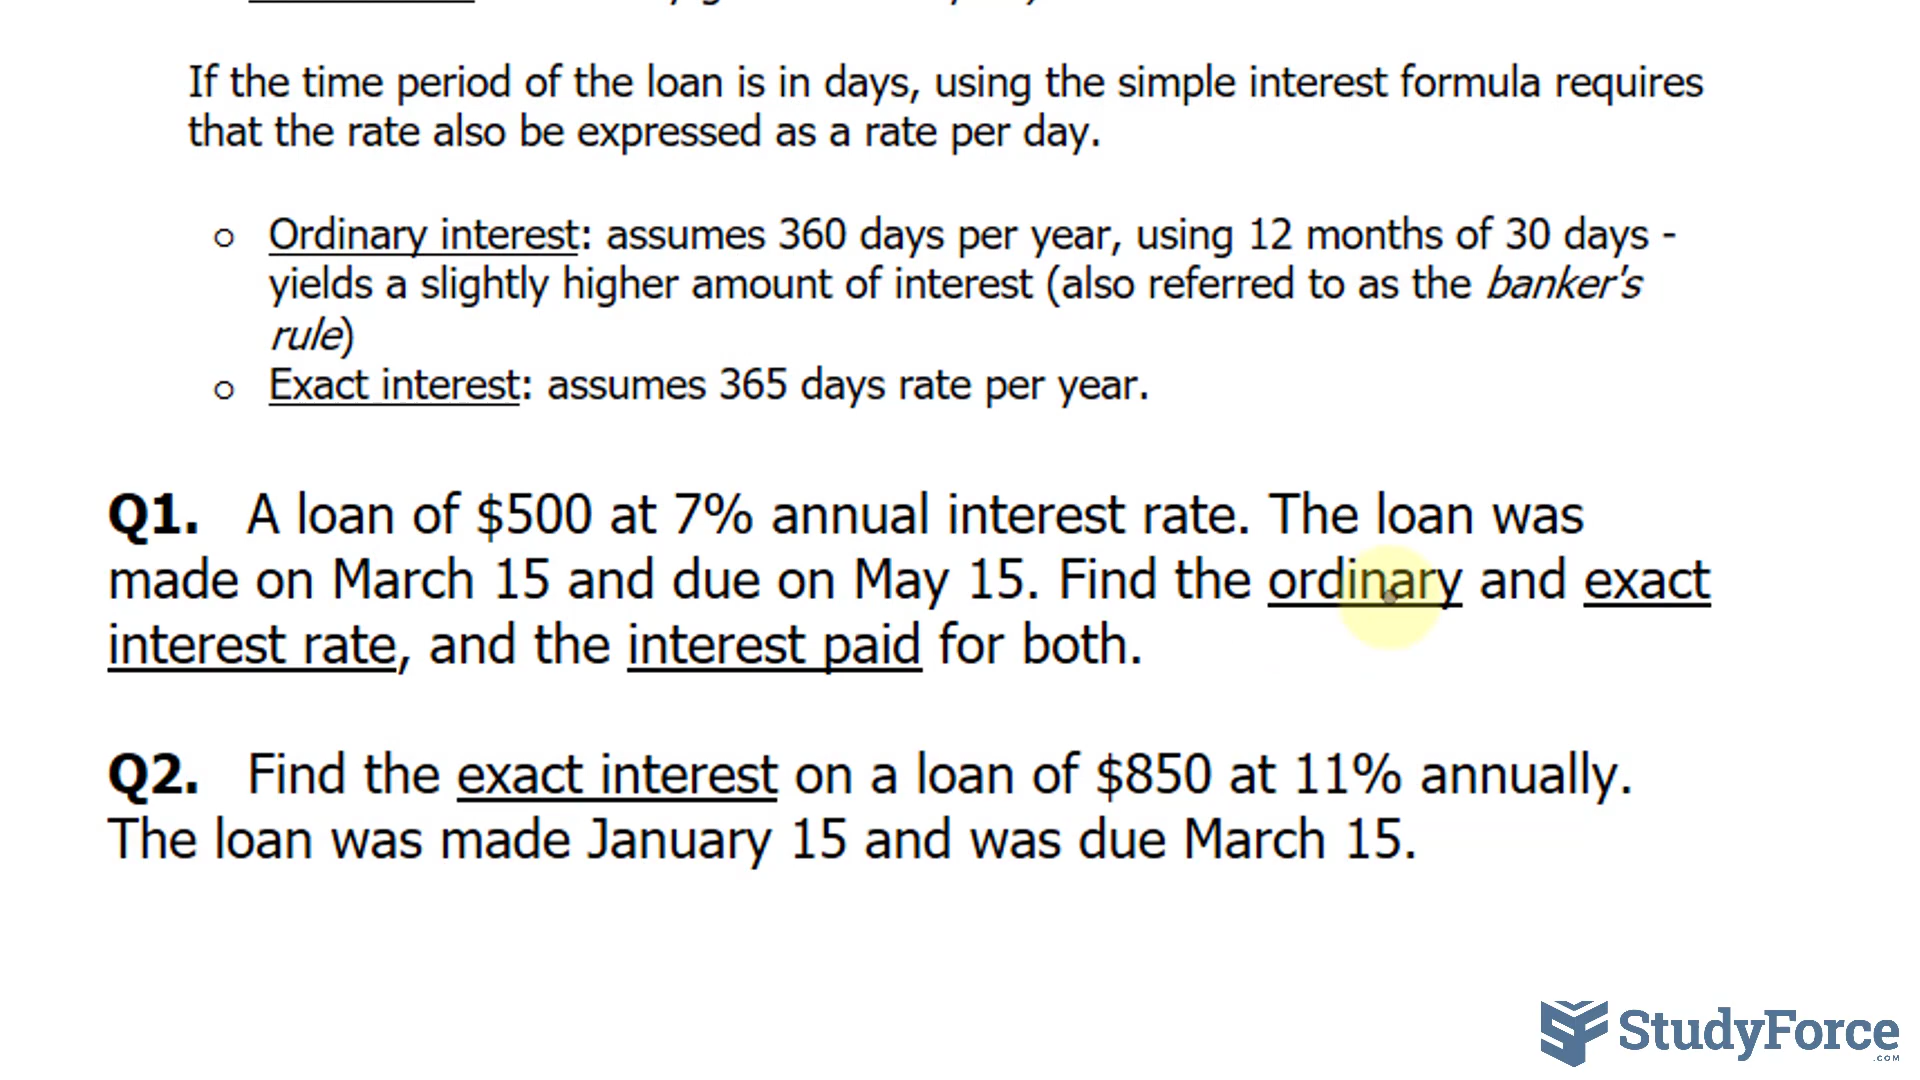 If the time period of the loan is in days, using the simple interest formula requires
that the rate also be expressed as a rate per day.
o Ordinary interest: assumes 360 days per year, using 12 months of 30 days -
yields a slightly higher amount of interest (also referred to as the banker's
rule)
o Exact interest: assumes 365 days rate per year.
Q1. A loan of $500 at 7% annual interest rate. The loan was
made on March 15 and due on May 15. Find the ordinary and exact
interest rate, and the interest paid for both.
Q2. Find the exact interest on a loan of $850 at 11% annually.
The loan was made January 15 and was due March 15.
StudyForce
.COM